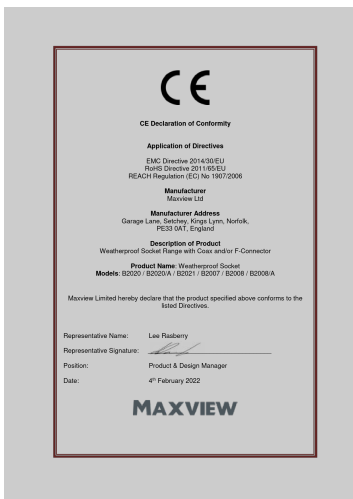 CE
CE Declaration of Conformity
Application of Directives
EMC Directive 2014/30/EU
RoHS Directive 2011/65/EU
REACH Regulation (EC) No 1907/2006
Manufacturer
Maxview Ltd
Manufacturer Address
Garage Lane, Setchey, Kings Lynn, Norfolk,
PE33 0AT, England
Description of Product
Weatherproof Socket Range with Coax and/or F-Connector
Product Name: Weatherproof Socket
Models: B2020 / B2020/A / B2021 / B2007 / B2008 / B2008/A
Maxview Limited hereby declare that the product specified above conforms to the
listed Directives.
Representative Name: Lee Rasberry
Representative Signature:
Position: Product & Design Manager
Date: 4th February 2022
MAXVIEW